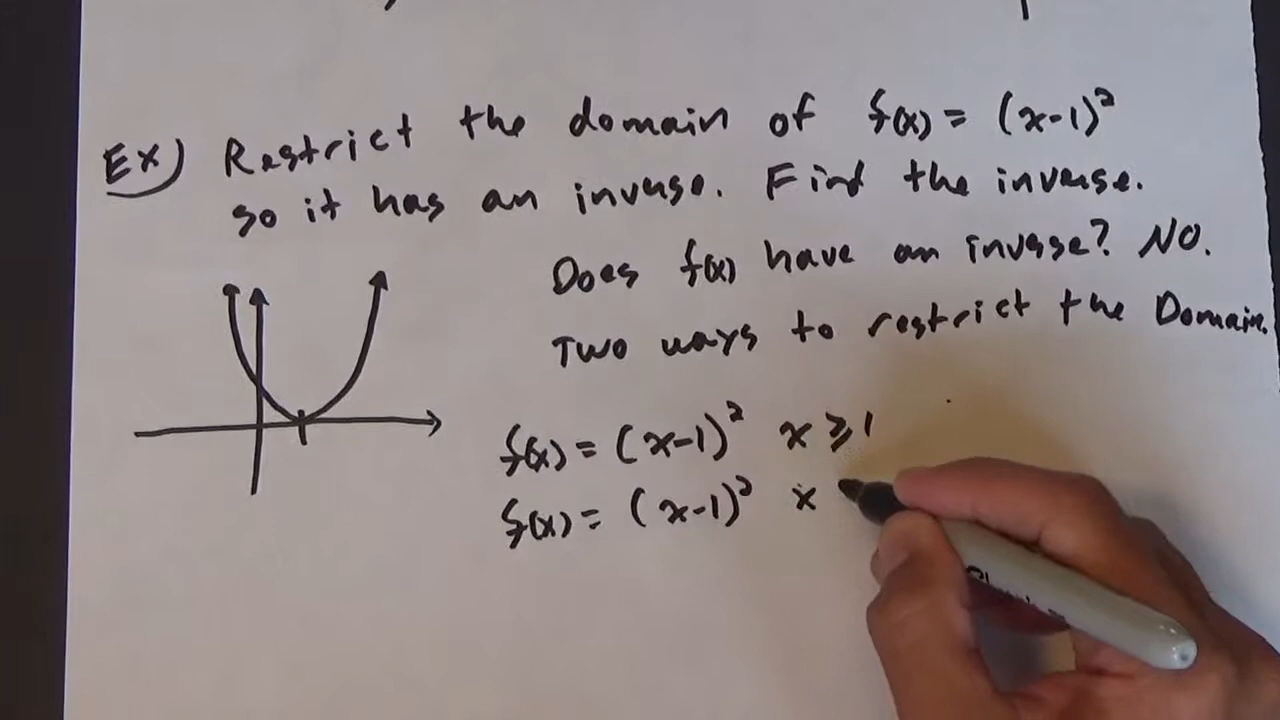 Ex) Restrict the domain of f(x) = (x-1)²
so it has an inverse. Find the inverse.
Does f(x) have an inverse? NO.
Two ways to restrict the Domain.
f(x) = (x-1)² x ≥ 1
f(x) = (x-1)² x